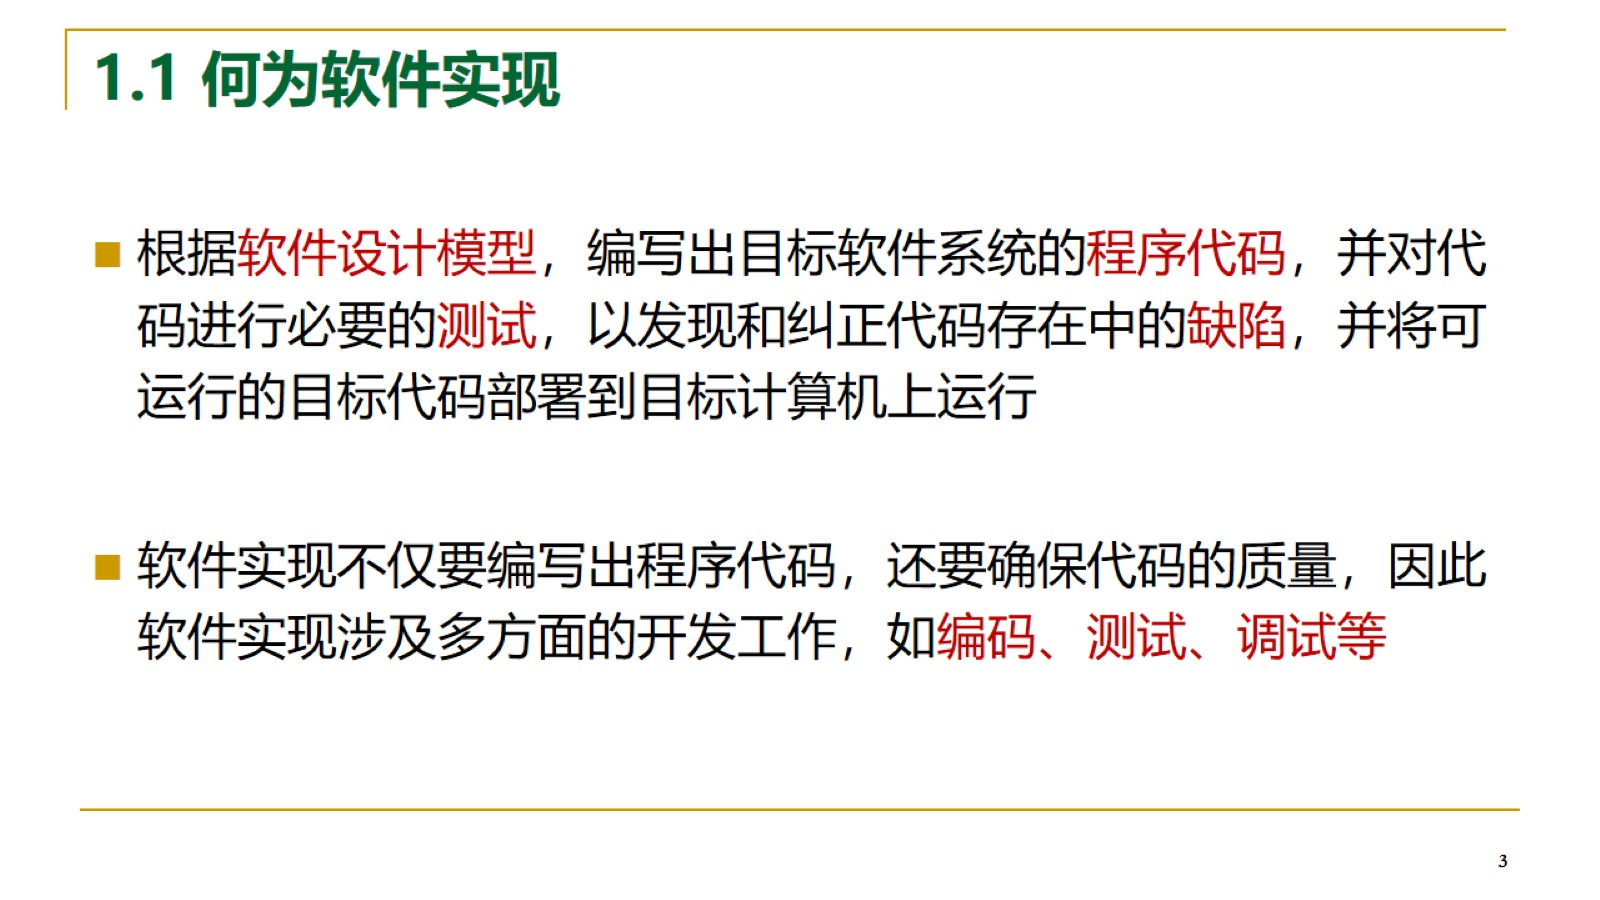 1.1 何为软件实现
根据软件设计模型，编写出目标软件系统的程序代码，并对代
码进行必要的测试，以发现和纠正代码存在中的缺陷，并将可
运行的目标代码部署到目标计算机上运行
软件实现不仅要编写出程序代码，还要确保代码的质量，因此
软件实现涉及多方面的开发工作，如编码、测试、调试等
3